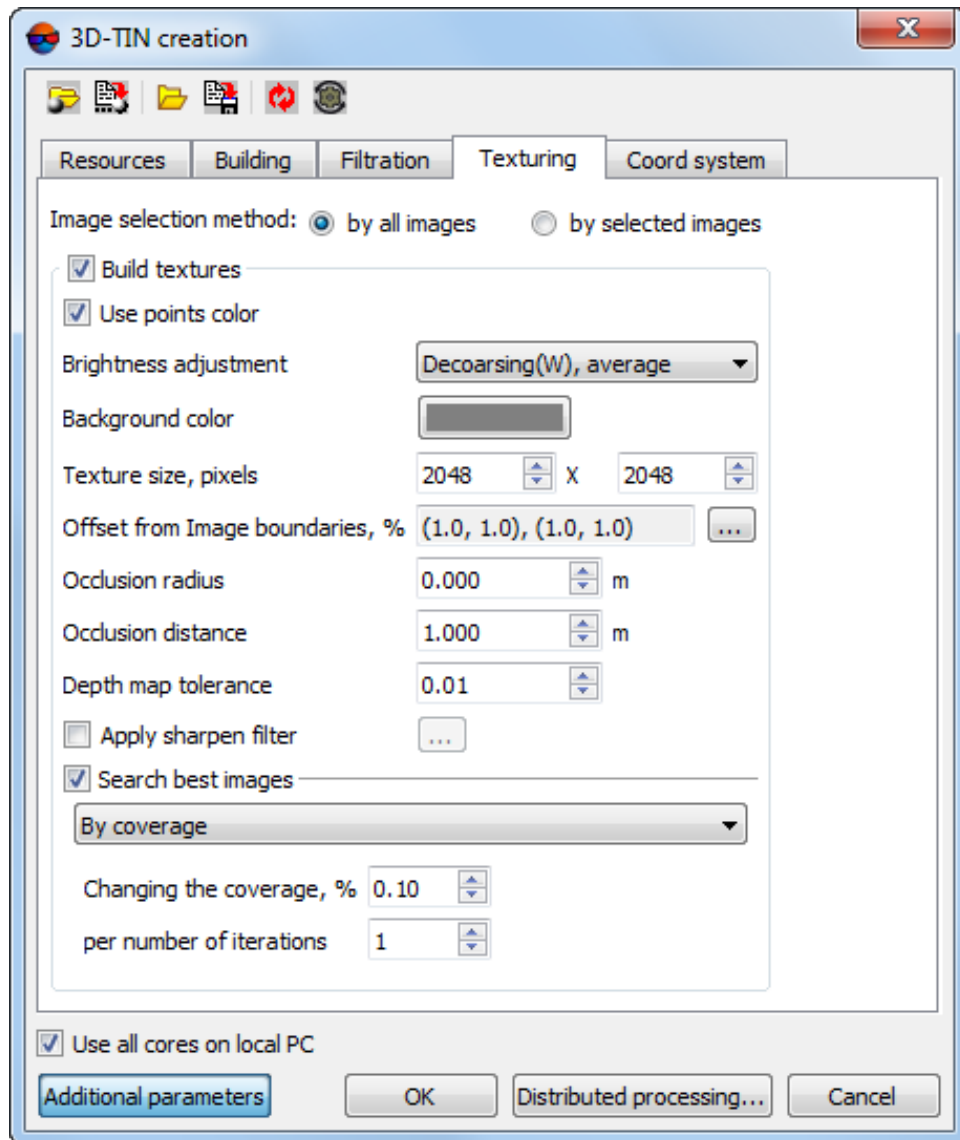 3D-TIN creation
Resources Building Filtration Texturing Coord system
Image selection method: by all images by selected images
Build textures
Use points color
Brightness adjustment Decoarsing(W), average
Background color
Texture size, pixels 2048 X 2048
Offset from Image boundaries, % (1.0, 1.0), (1.0, 1.0) ...
Occlusion radius 0.000 m
Occlusion distance 1.000 m
Depth map tolerance 0.01
Apply sharpen filter ...
Search best images
By coverage
Changing the coverage, % 0.10
per number of iterations 1
Use all cores on local PC
Additional parameters OK Distributed processing... Cancel